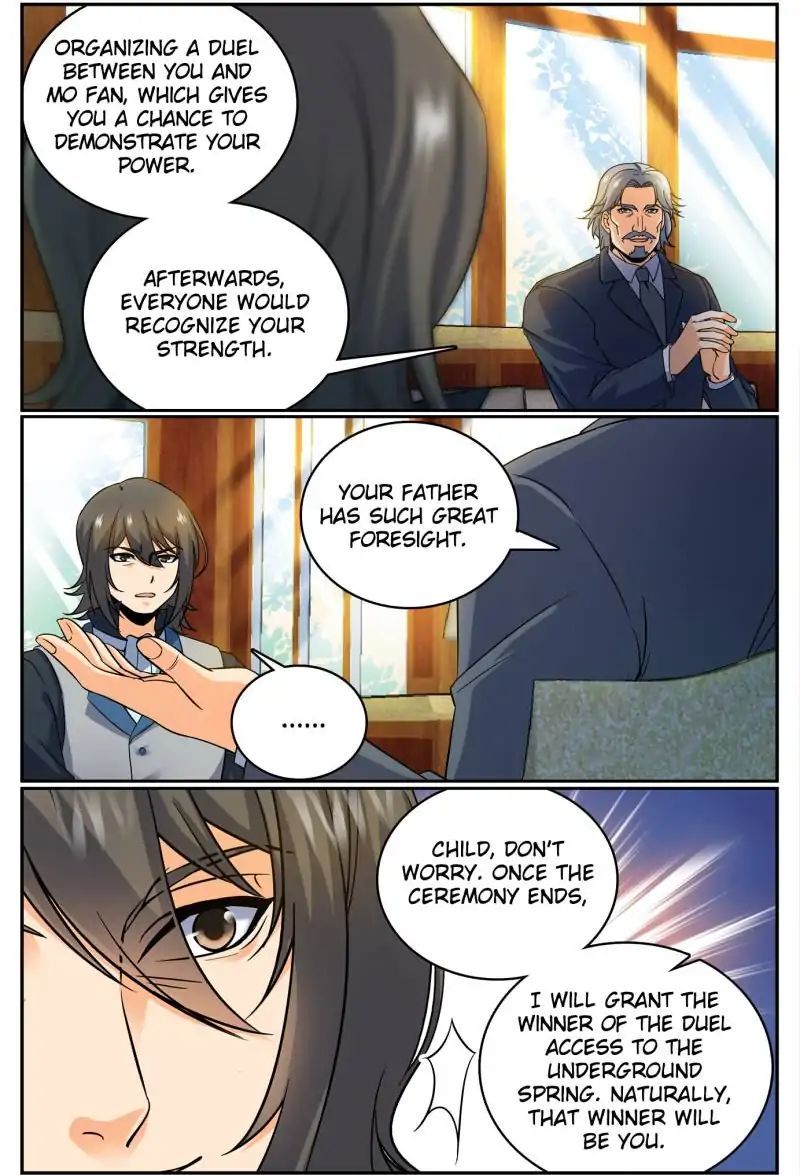 ORGANIZING A DUEL
BETWEEN YOU AND
MO FAN, WHICH GIVES
YOU A CHANCE TO
DEMONSTRATE YOUR
POWER.
AFTERWARDS,
EVERYONE WOULD
RECOGNIZE YOUR
STRENGTH.
YOUR FATHER
HAS SUCH GREAT
FORESIGHT.
......
CHILD, DON'T
WORRY. ONCE THE
CEREMONY ENDS,
I WILL GRANT THE
WINNER OF THE DUEL
ACCESS TO THE
UNDERGROUND
SPRING. NATURALLY,
THAT WINNER WILL
BE YOU.